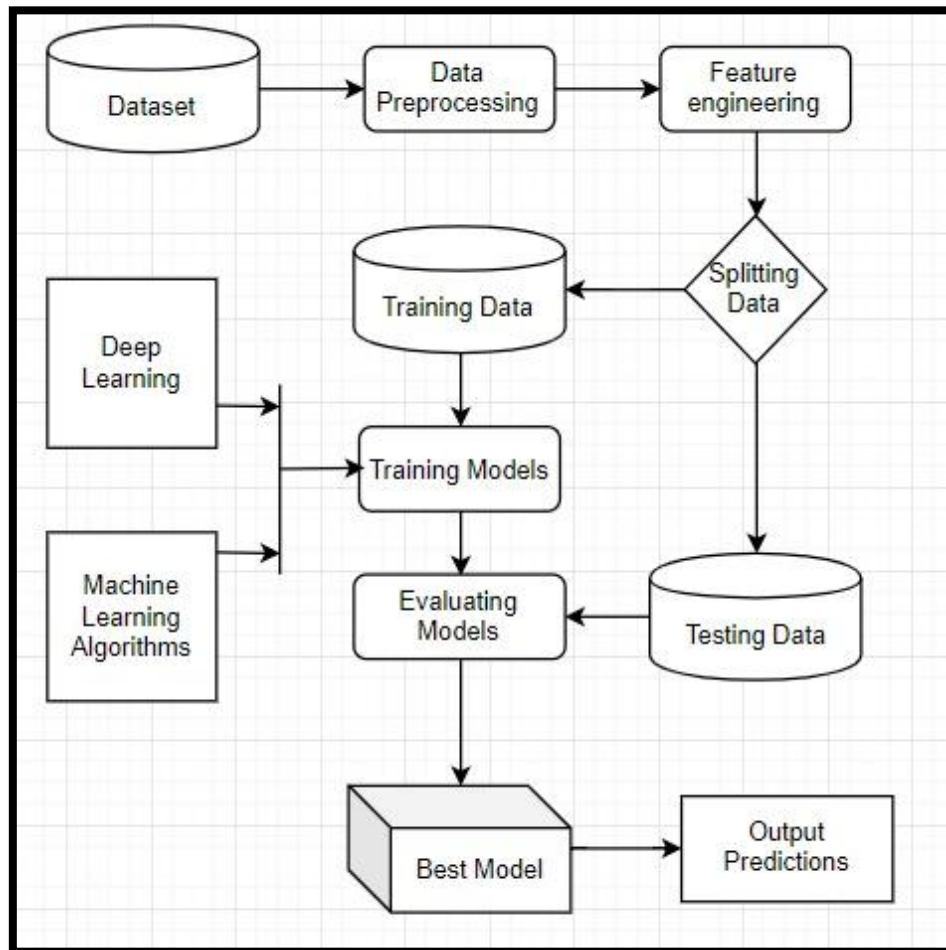 Dataset
Data
Preprocessing
Feature
engineering
Splitting
Data
Training Data
Deep
Learning
Training Models
Machine
Learning
Algorithms
Evaluating
Models
Testing Data
Best Model
Output
Predictions